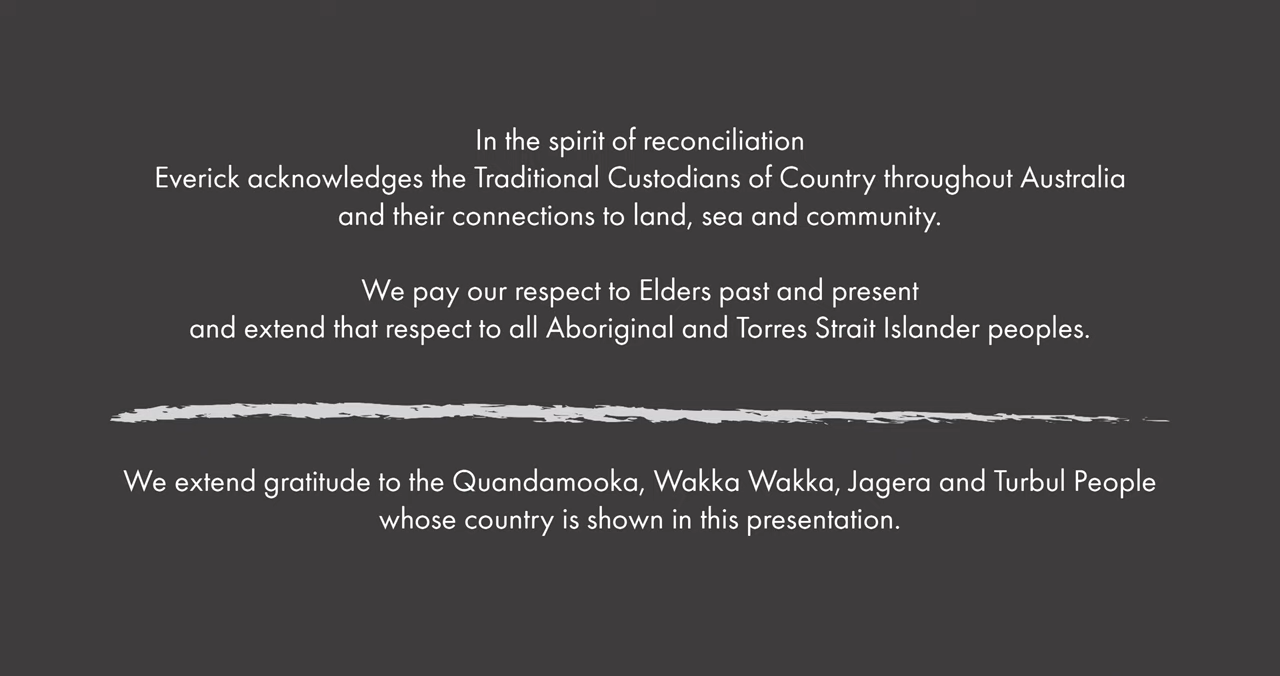 In the spirit of reconciliation
Everick acknowledges the Traditional Custodians of Country throughout Australia
and their connections to land, sea and community.
We pay our respect to Elders past and present
and extend that respect to all Aboriginal and Torres Strait Islander peoples.
We extend gratitude to the Quandamooka, Wakka Wakka, Jagera and Turbul People
whose country is shown in this presentation.